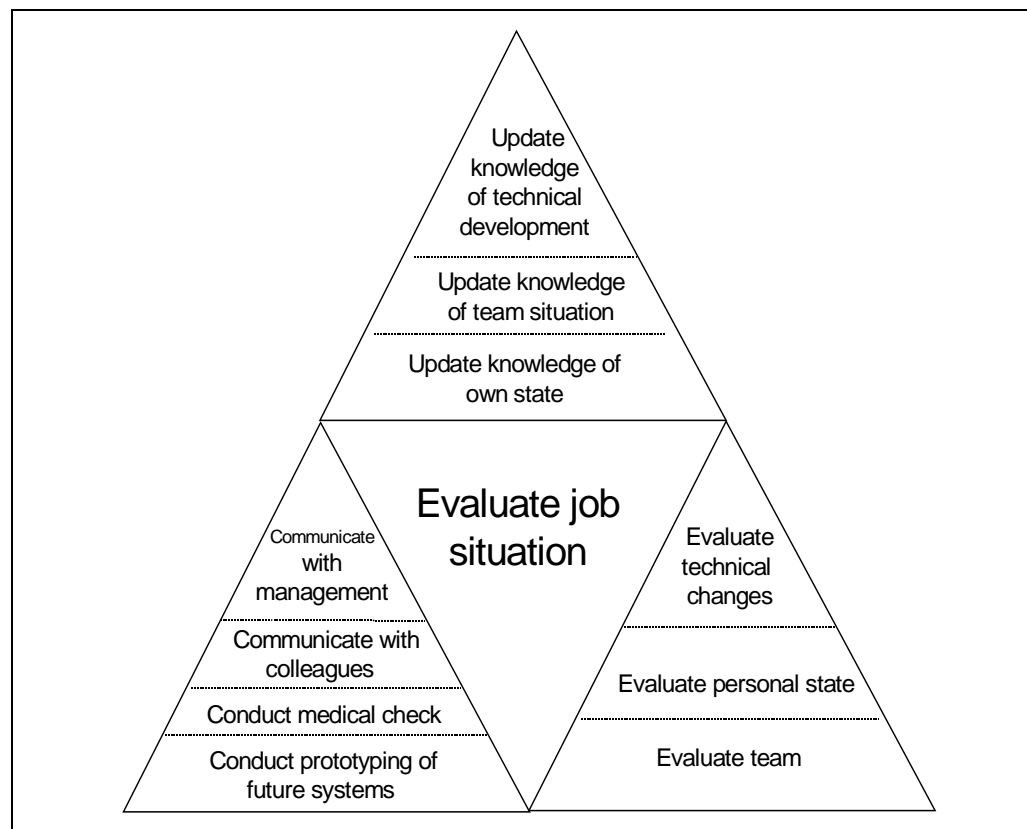 Update
knowledge
of technical
development
Update knowledge
of team situation
Update knowledge of
own state
Evaluate job
situation
Communicate
with
management
Communicate with
colleagues
Conduct medical check
Conduct prototyping of
future systems
Evaluate
technical
changes
Evaluate personal state
Evaluate team